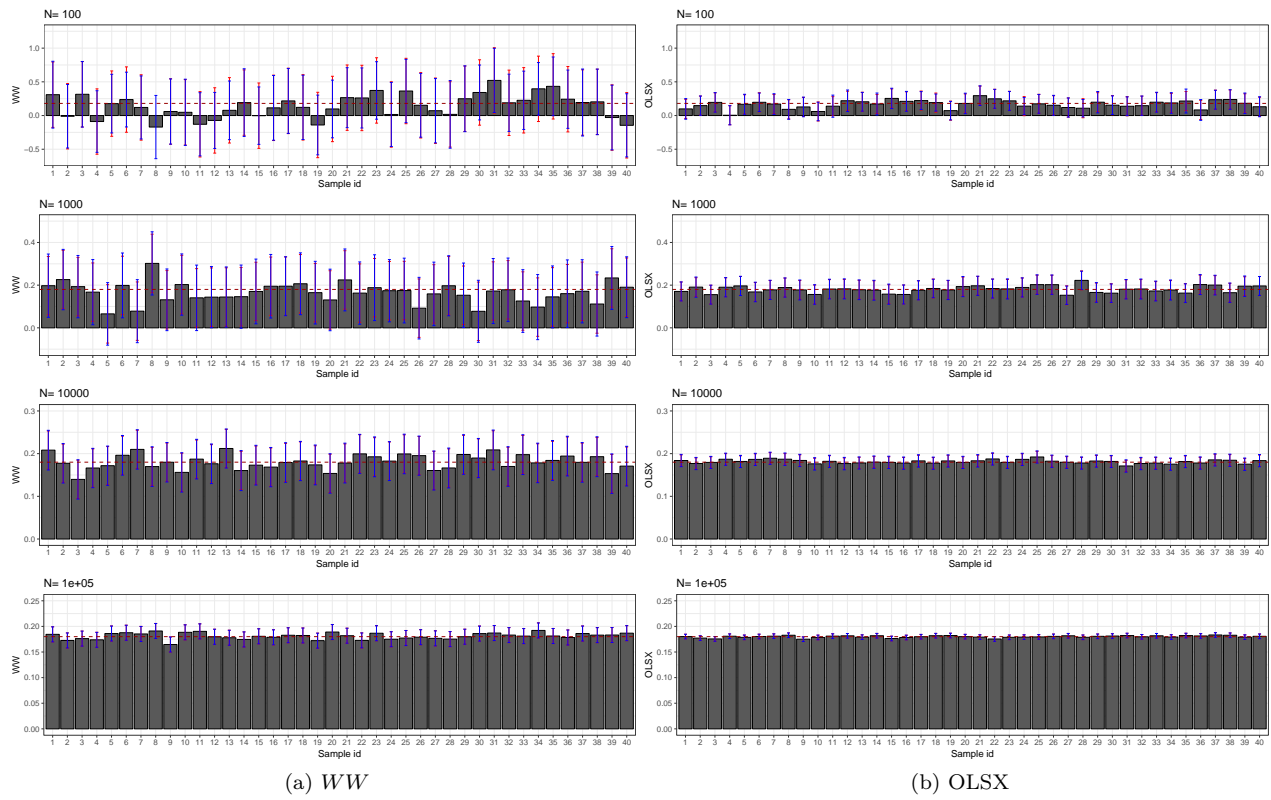 N= 100
WW
1.0
0.5
0.0
−0.5
1 2 3 4 5 6 7 8 9 10 11 12 13 14 15 16 17 18 19 20 21 22 23 24 25 26 27 28 29 30 31 32 33 34 35 36 37 38 39 40
Sample id
N= 1000
WW
0.4
0.2
0.0
1 2 3 4 5 6 7 8 9 10 11 12 13 14 15 16 17 18 19 20 21 22 23 24 25 26 27 28 29 30 31 32 33 34 35 36 37 38 39 40
Sample id
N= 10000
WW
0.3
0.2
0.1
0.0
1 2 3 4 5 6 7 8 9 10 11 12 13 14 15 16 17 18 19 20 21 22 23 24 25 26 27 28 29 30 31 32 33 34 35 36 37 38 39 40
Sample id
N= 1e+05
WW
0.25
0.20
0.15
0.10
0.05
0.00
1 2 3 4 5 6 7 8 9 10 11 12 13 14 15 16 17 18 19 20 21 22 23 24 25 26 27 28 29 30 31 32 33 34 35 36 37 38 39 40
Sample id
(a) WW
N= 100
OLSX
1.0
0.5
0.0
−0.5
1 2 3 4 5 6 7 8 9 10 11 12 13 14 15 16 17 18 19 20 21 22 23 24 25 26 27 28 29 30 31 32 33 34 35 36 37 38 39 40
Sample id
N= 1000
OLSX
0.4
0.2
0.0
1 2 3 4 5 6 7 8 9 10 11 12 13 14 15 16 17 18 19 20 21 22 23 24 25 26 27 28 29 30 31 32 33 34 35 36 37 38 39 40
Sample id
N= 10000
OLSX
0.3
0.2
0.1
0.0
1 2 3 4 5 6 7 8 9 10 11 12 13 14 15 16 17 18 19 20 21 22 23 24 25 26 27 28 29 30 31 32 33 34 35 36 37 38 39 40
Sample id
N= 1e+05
OLSX
0.25
0.20
0.15
0.10
0.05
0.00
1 2 3 4 5 6 7 8 9 10 11 12 13 14 15 16 17 18 19 20 21 22 23 24 25 26 27 28 29 30 31 32 33 34 35 36 37 38 39 40
Sample id
(b) OLSX